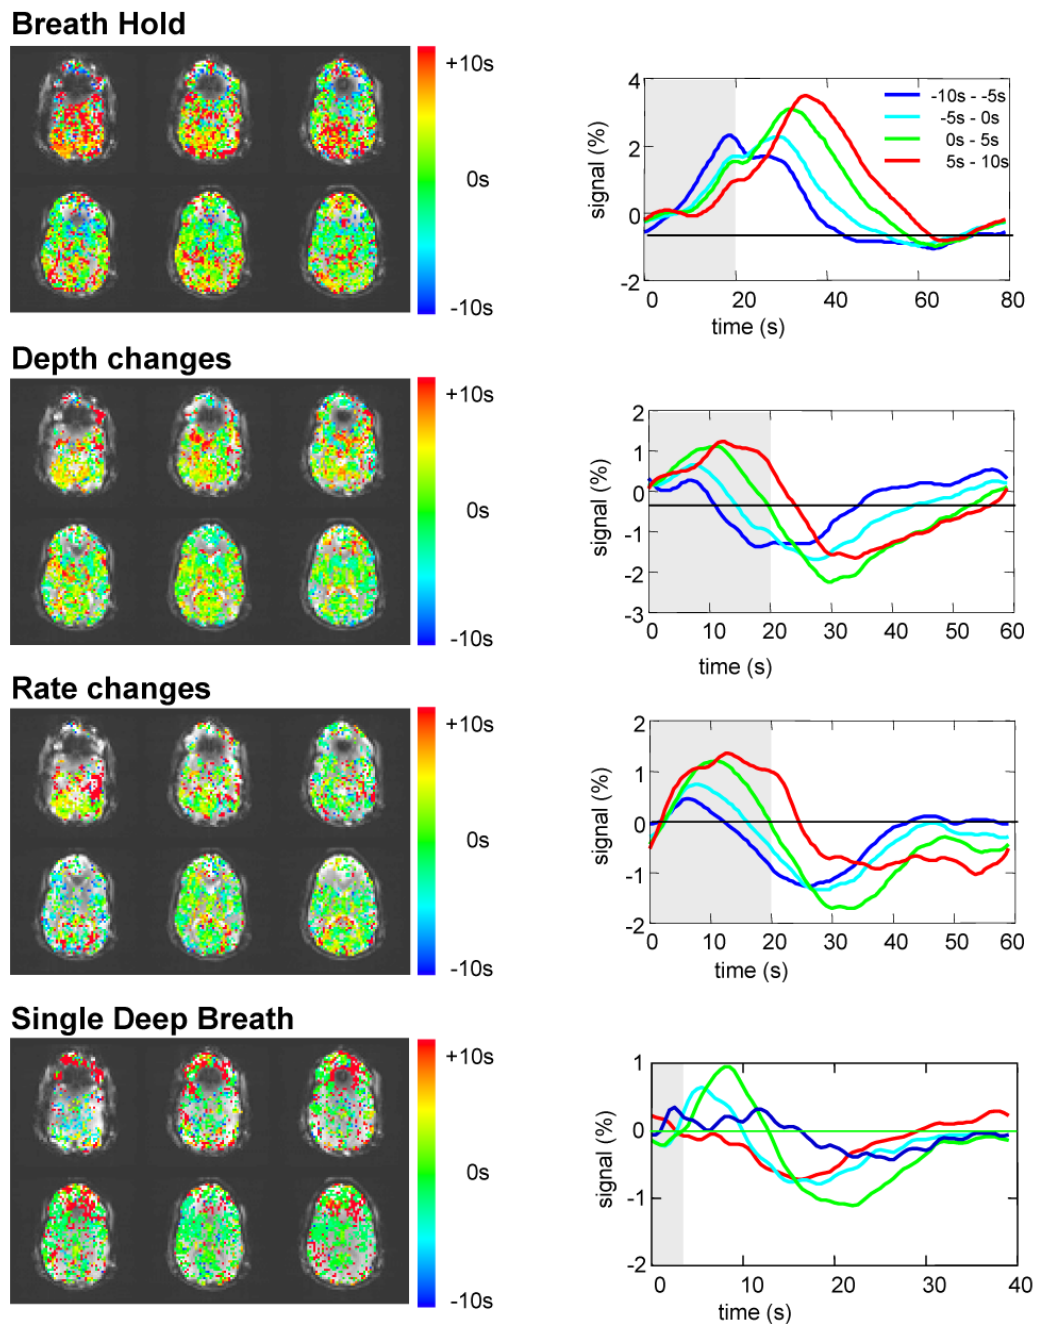 Breath Hold
+10s
0s
-10s
4
2
0
-2
signal (%)
-10s - -5s
-5s - 0s
0s - 5s
5s - 10s
0 20 40 60 80
time (s)
Depth changes
+10s
0s
-10s
2
1
0
-1
-2
-3
signal (%)
0 10 20 30 40 50 60
time (s)
Rate changes
+10s
0s
-10s
2
1
0
-1
-2
signal (%)
0 10 20 30 40 50 60
time (s)
Single Deep Breath
+10s
0s
-10s
1
0
-1
-2
signal (%)
0 10 20 30 40
time (s)